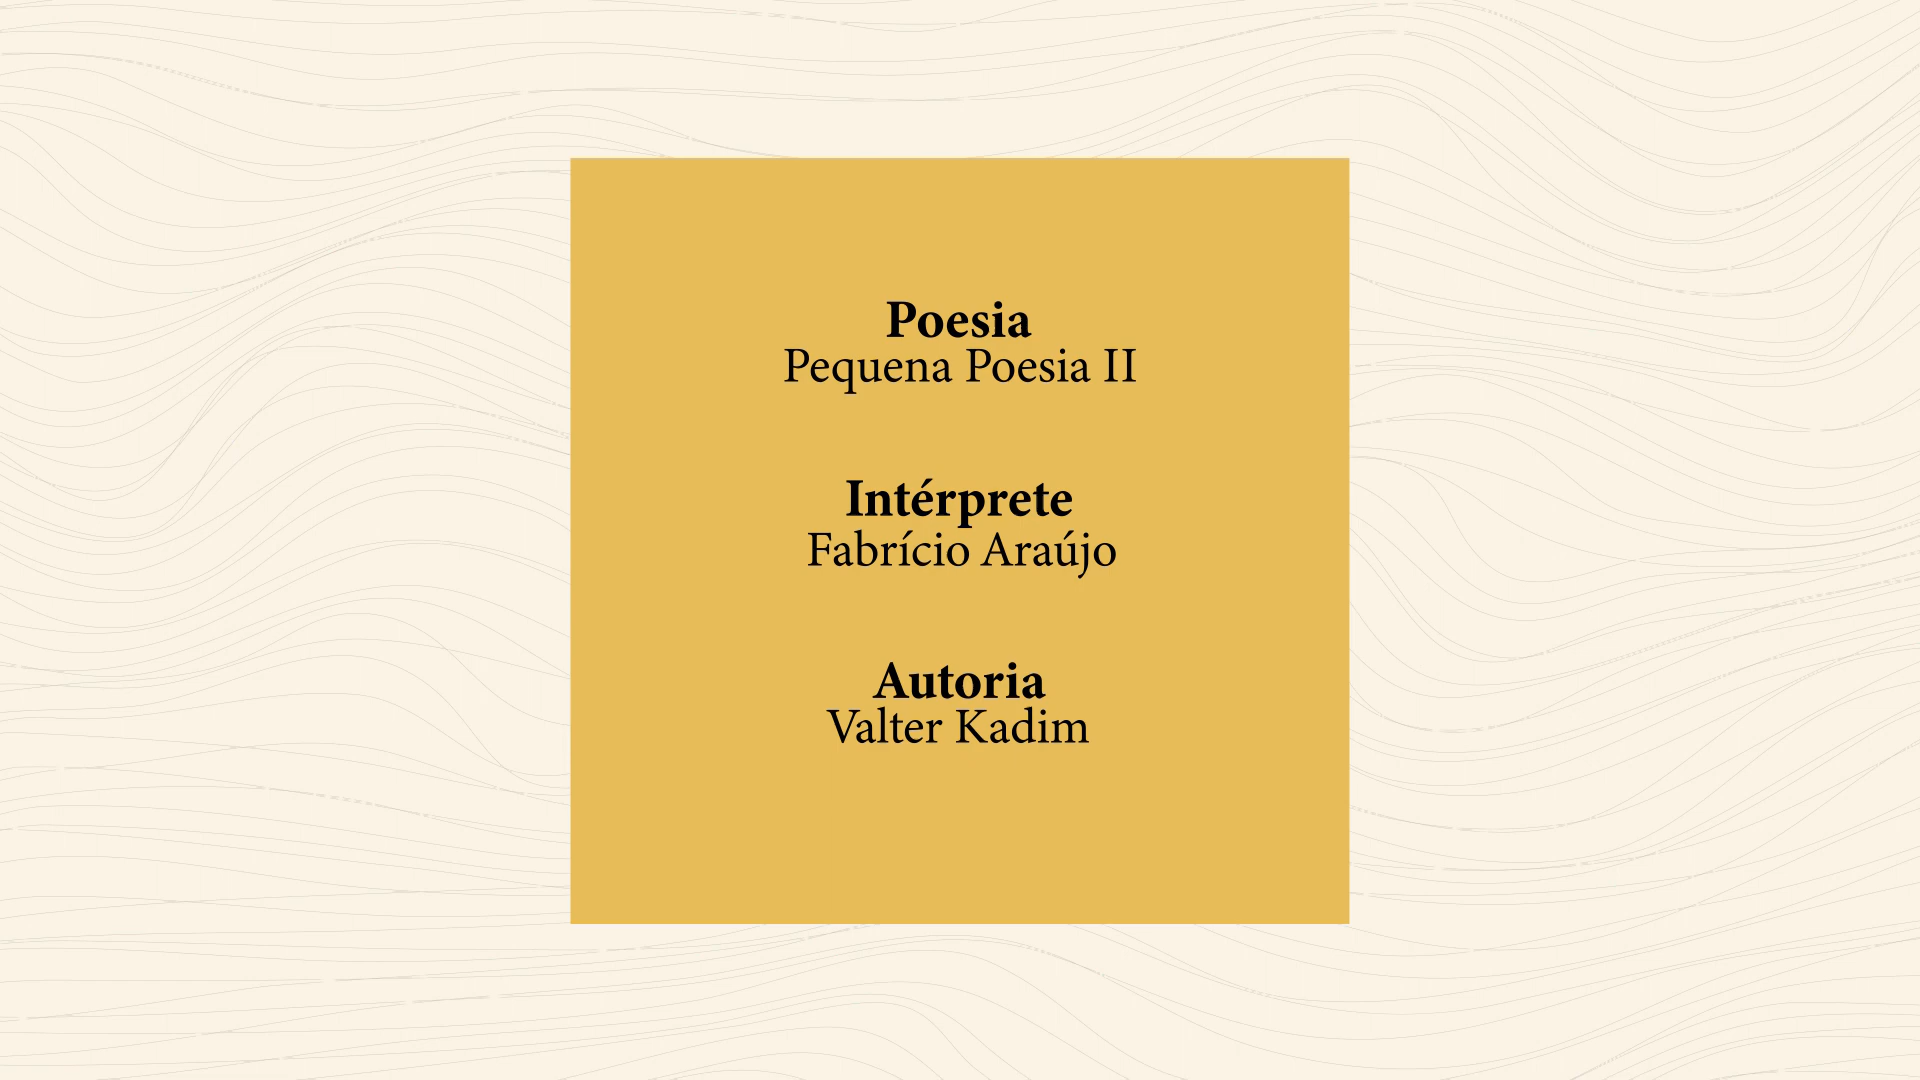 Poesia
Pequena Poesia II
Intérprete
Fabrício Araújo
Autoria
Valter Kadim